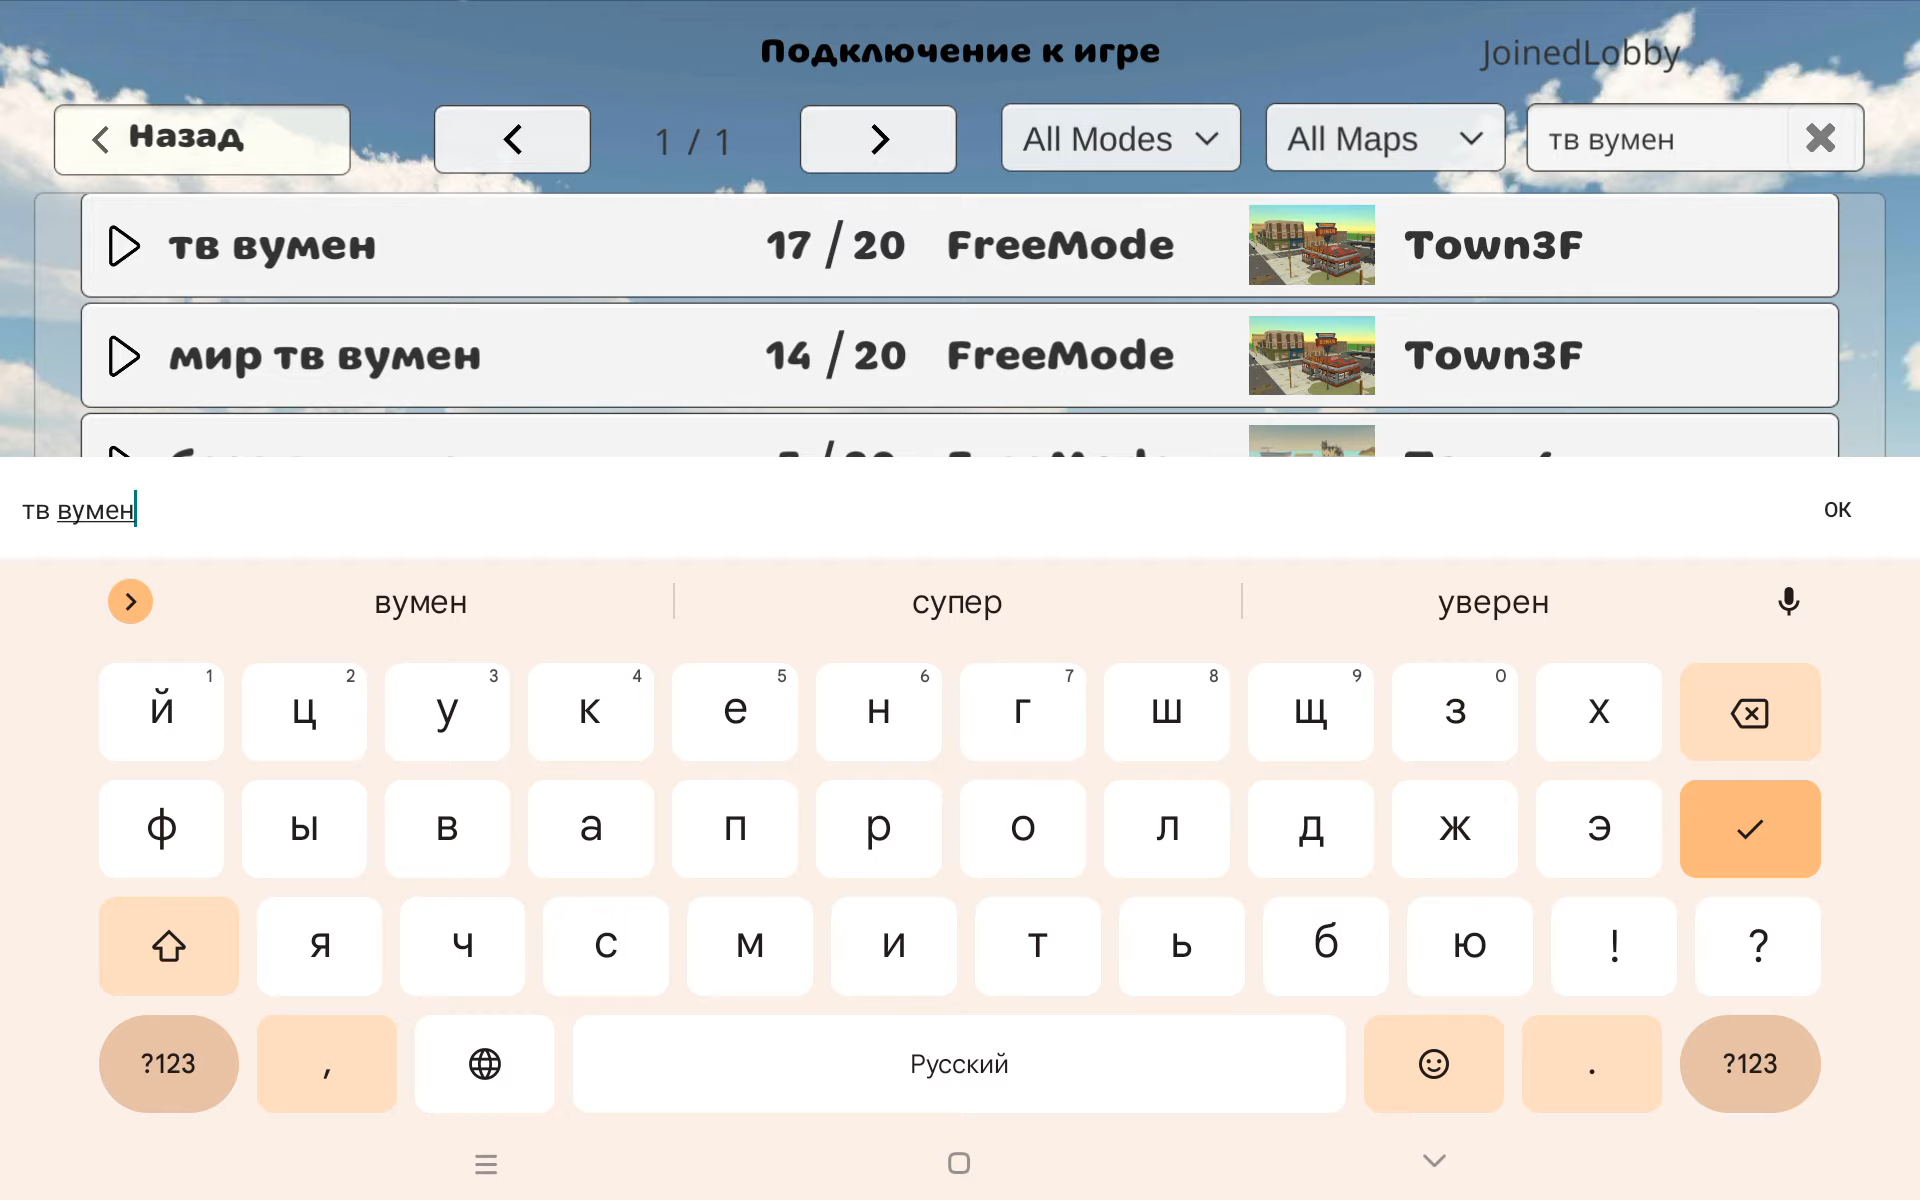 Подключение к игре
JoinedLobby
Назад
1 / 1
All Modes
All Maps
тв вумен
тв вумен 17 / 20 FreeMode Town3F
мир тв вумен 14 / 20 FreeMode Town3F
тв вумен
ок
вумен супер уверен
й 1 ц 2 у 3 к 4 е 5 н 6 г 7 ш 8 щ 9 з 0 х
ф ы в а п р о л д ж э
я ч с м и т ь б ю ! ?
?123 , Русский . ?123